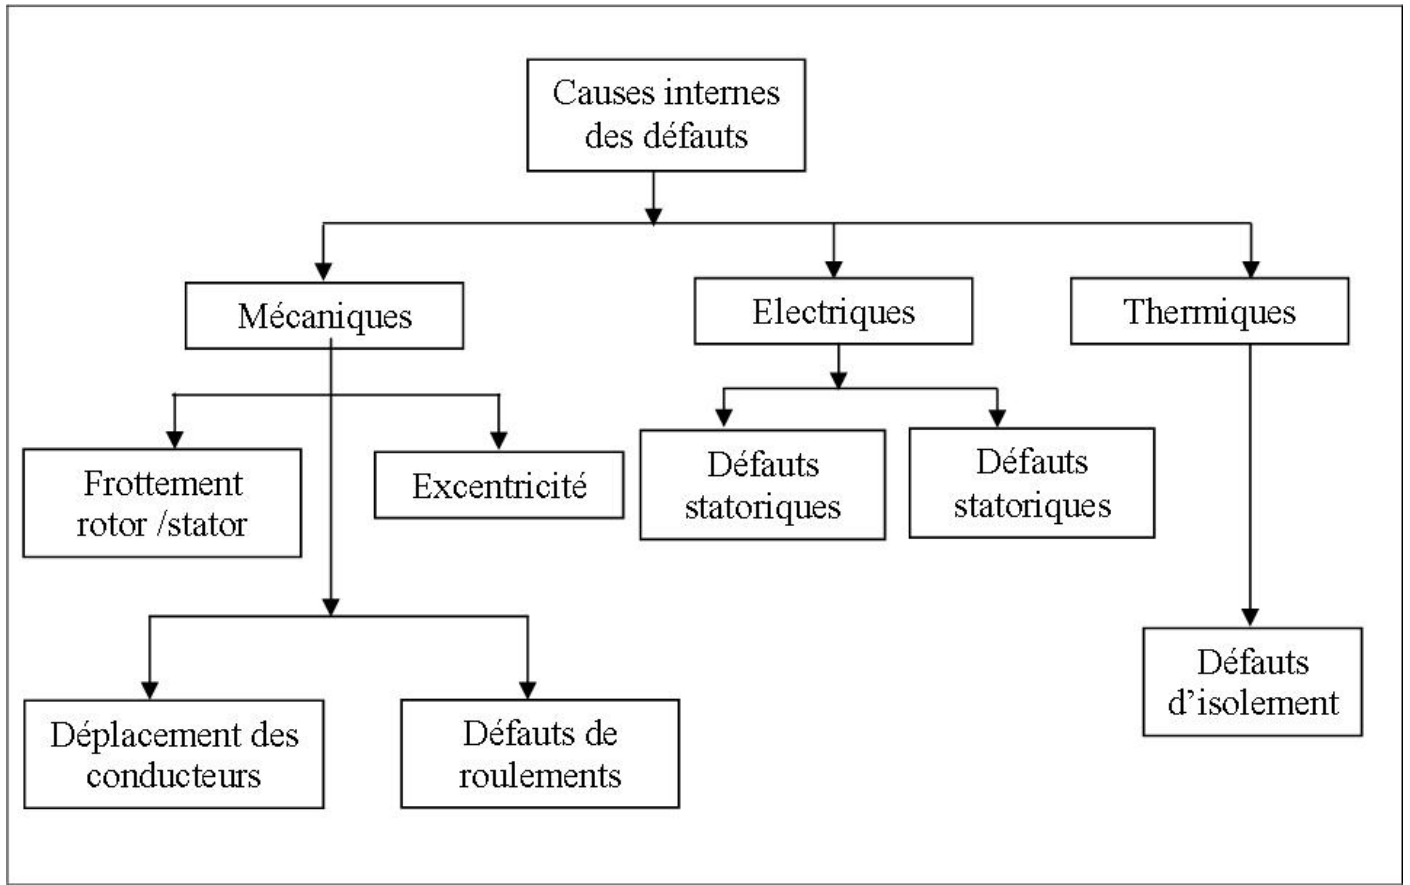 Causes internes
des défauts
Mécaniques
Electriques
Thermiques
Frottement
rotor /stator
Excentricité
Défauts
statoriques
Défauts
statoriques
Déplacement des
conducteurs
Défauts de
roulements
Défauts
d’isolement